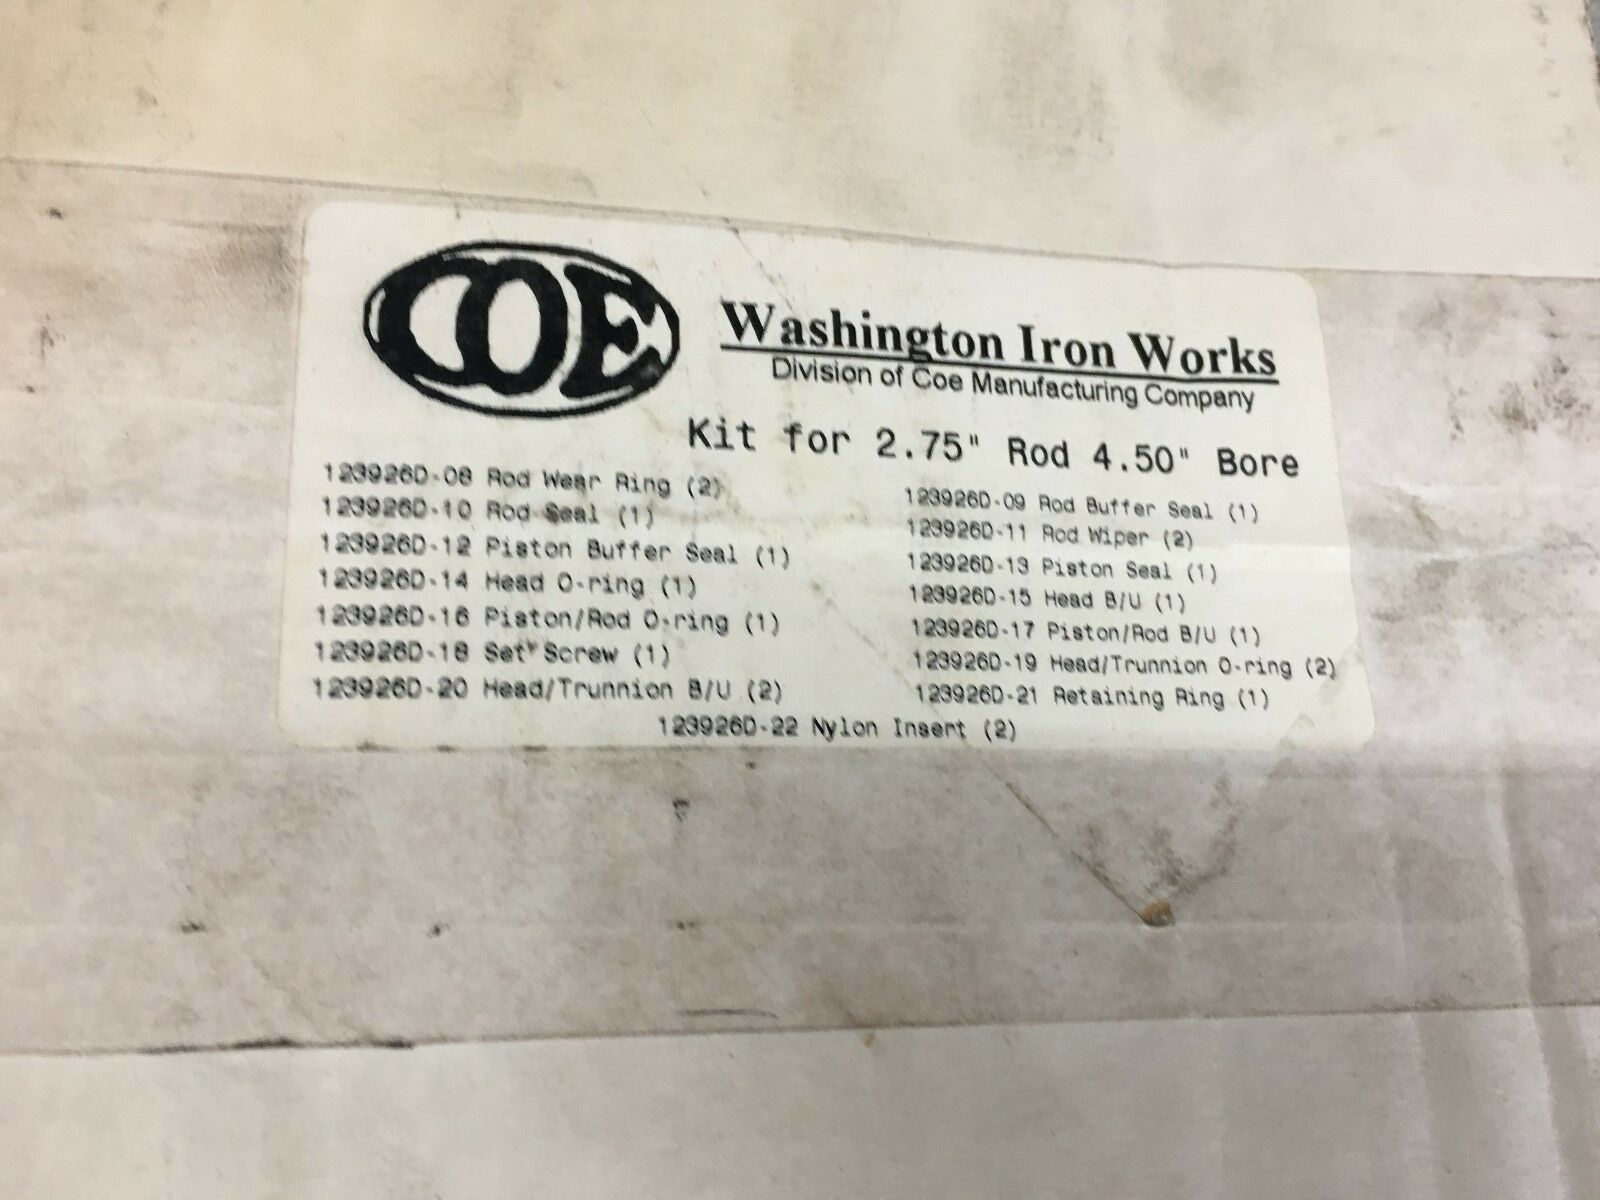 COE
Washington Iron Works
Division of Coe Manufacturing Company
Kit for 2.75" Rod 4.50" Bore
123926D-08 Rod Wear Ring (2)
123926D-09 Rod Buffer Seal (1)
123926D-10 Rod Seal (1)
123926D-11 Rod Wiper (2)
123926D-12 Piston Buffer Seal (1)
123926D-13 Piston Seal (1)
123926D-14 Head O-ring (1)
123926D-15 Head B/U (1)
123926D-16 Piston/Rod O-ring (1)
123926D-17 Piston/Rod B/U (1)
123926D-18 Set Screw (1)
123926D-19 Head/Trunnion O-ring (2)
123926D-20 Head/Trunnion B/U (2)
123926D-21 Retaining Ring (1)
123926D-22 Nylon Insert (2)